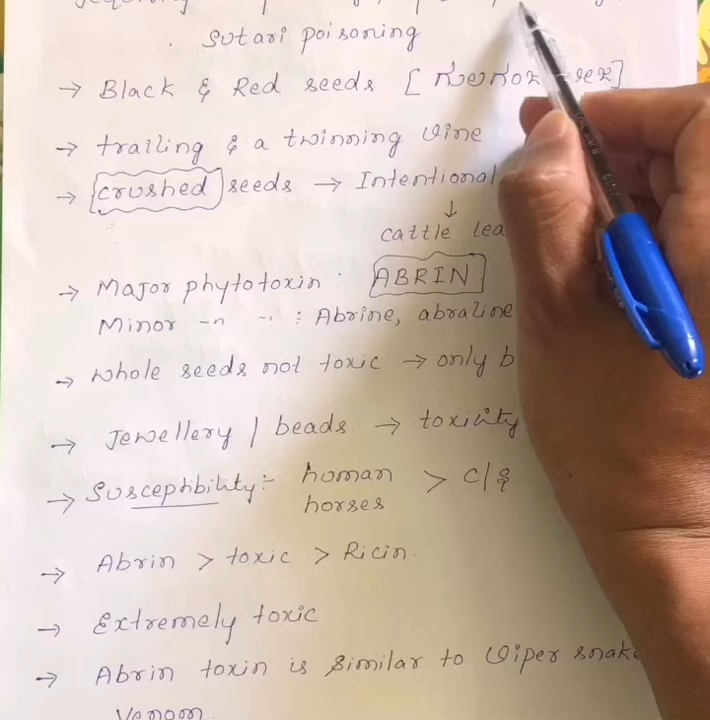 Sutari poisoning
→ Black & Red seeds [
→ trailing & a twinning vine
→ crushed seeds → Intentional
↓
cattle lea
→ Major phytotoxin : ABRIN
Minor -"- : Abrine, abraline
→ whole seeds not toxic → only b
→ Jewellery / beads → toxicity
→ Susceptibility:- human > c/s
horses
→ Abrin > toxic > Ricin.
→ Extremely toxic
→ Abrin toxin is similar to Viper snake
Venom.